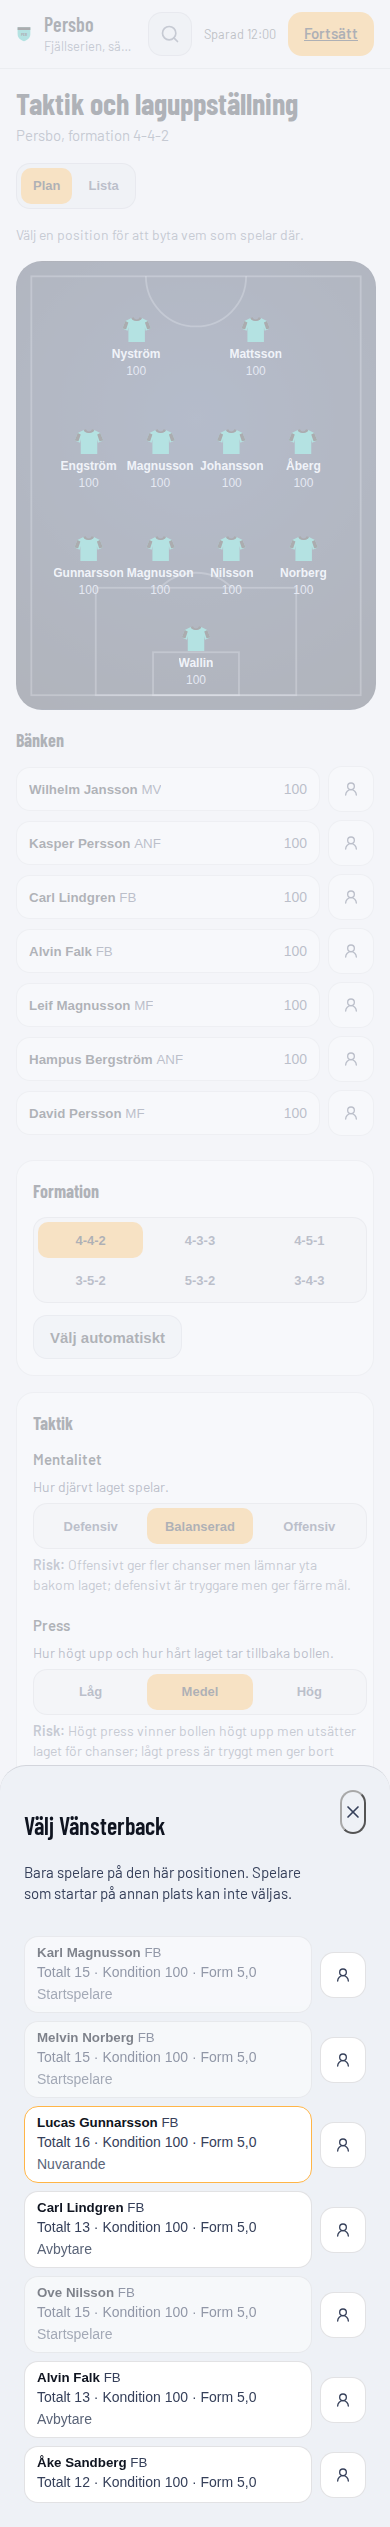 Persbo
Fjällserien, så...
Sparad 12:00
Fortsätt
Taktik och laguppställning
Persbo, formation 4-4-2
Plan
Lista
Välj en position för att byta vem som spelar där.
Nyström
Mattsson
100
100
Engström
Magnusson
Johansson
Åberg
100
100
100
100
Gunnarsson
Magnusson
Nilsson
Norberg
100
100
100
100
Wallin
100
Bänken
Wilhelm Jansson MV
100
Kasper Persson ANF
100
Carl Lindgren FB
100
Alvin Falk FB
100
Leif Magnusson MF
100
Hampus Bergström ANF
100
David Persson MF
100
Formation
4-4-2
4-3-3
4-5-1
3-5-2
5-3-2
3-4-3
Välj automatiskt
Taktik
Mentalitet
Hur djärvt laget spelar.
Defensiv
Balanserad
Offensiv
Risk: Offensivt ger fler chanser men lämnar yta
bakom laget; defensivt är tryggare men ger färre mål.
Press
Hur högt upp och hur hårt laget tar tillbaka bollen.
Låg
Medel
Hög
Risk: Högt press vinner bollen högt upp men utsätter
laget för chanser; lågt press är tryggt men ger bort
Välj Vänsterback
Bara spelare på den här positionen. Spelare
som startar på annan plats kan inte väljas.
Karl Magnusson FB
Totalt 15 · Kondition 100 · Form 5,0
Startspelare
Melvin Norberg FB
Totalt 15 · Kondition 100 · Form 5,0
Startspelare
Lucas Gunnarsson FB
Totalt 16 · Kondition 100 · Form 5,0
Nuvarande
Carl Lindgren FB
Totalt 13 · Kondition 100 · Form 5,0
Avbytare
Ove Nilsson FB
Totalt 15 · Kondition 100 · Form 5,0
Startspelare
Alvin Falk FB
Totalt 13 · Kondition 100 · Form 5,0
Avbytare
Åke Sandberg FB
Totalt 12 · Kondition 100 · Form 5,0